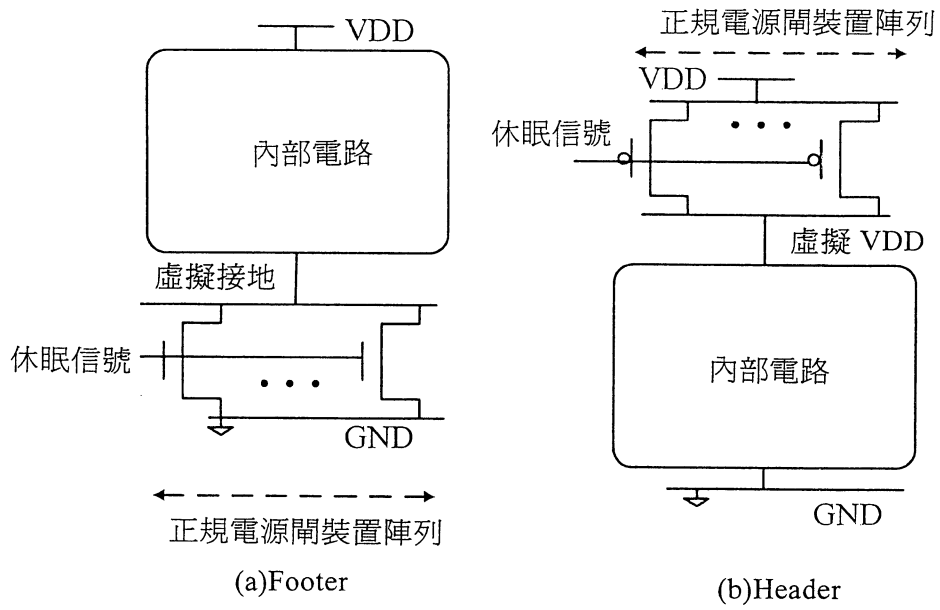 VDD
內部電路
虛擬接地
休眠信號
GND
正規電源閘裝置陣列
(a)Footer
正規電源閘裝置陣列
VDD
休眠信號
虛擬 VDD
內部電路
GND
(b)Header